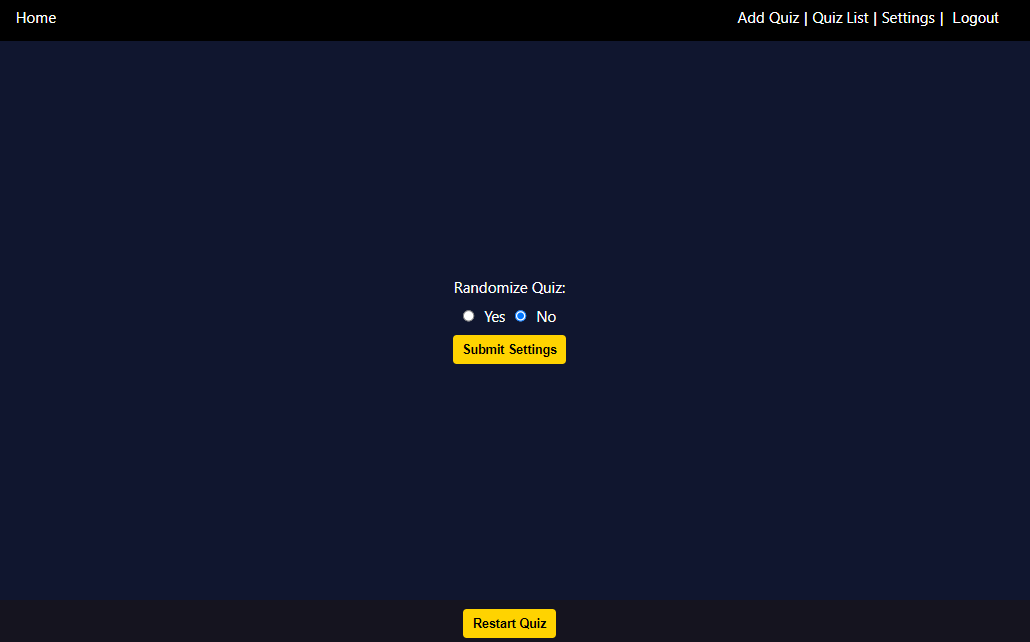 Home
Add Quiz | Quiz List | Settings | Logout
Randomize Quiz:
Yes No
Submit Settings
Restart Quiz